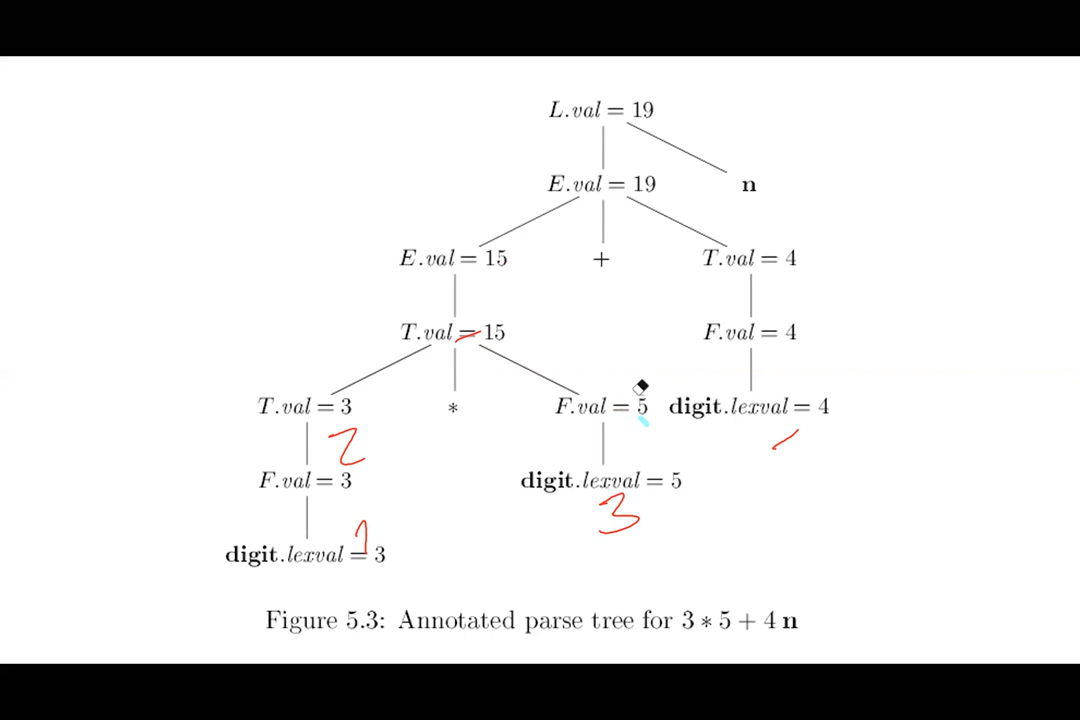 L.val = 19
E.val = 19 n
E.val = 15 + T.val = 4
T.val = 15 F.val = 4
T.val = 3 * F.val = 5 digit.lexval = 4
2
F.val = 3 digit.lexval = 5
3
1
digit.lexval = 3
Figure 5.3: Annotated parse tree for 3 * 5 + 4 n